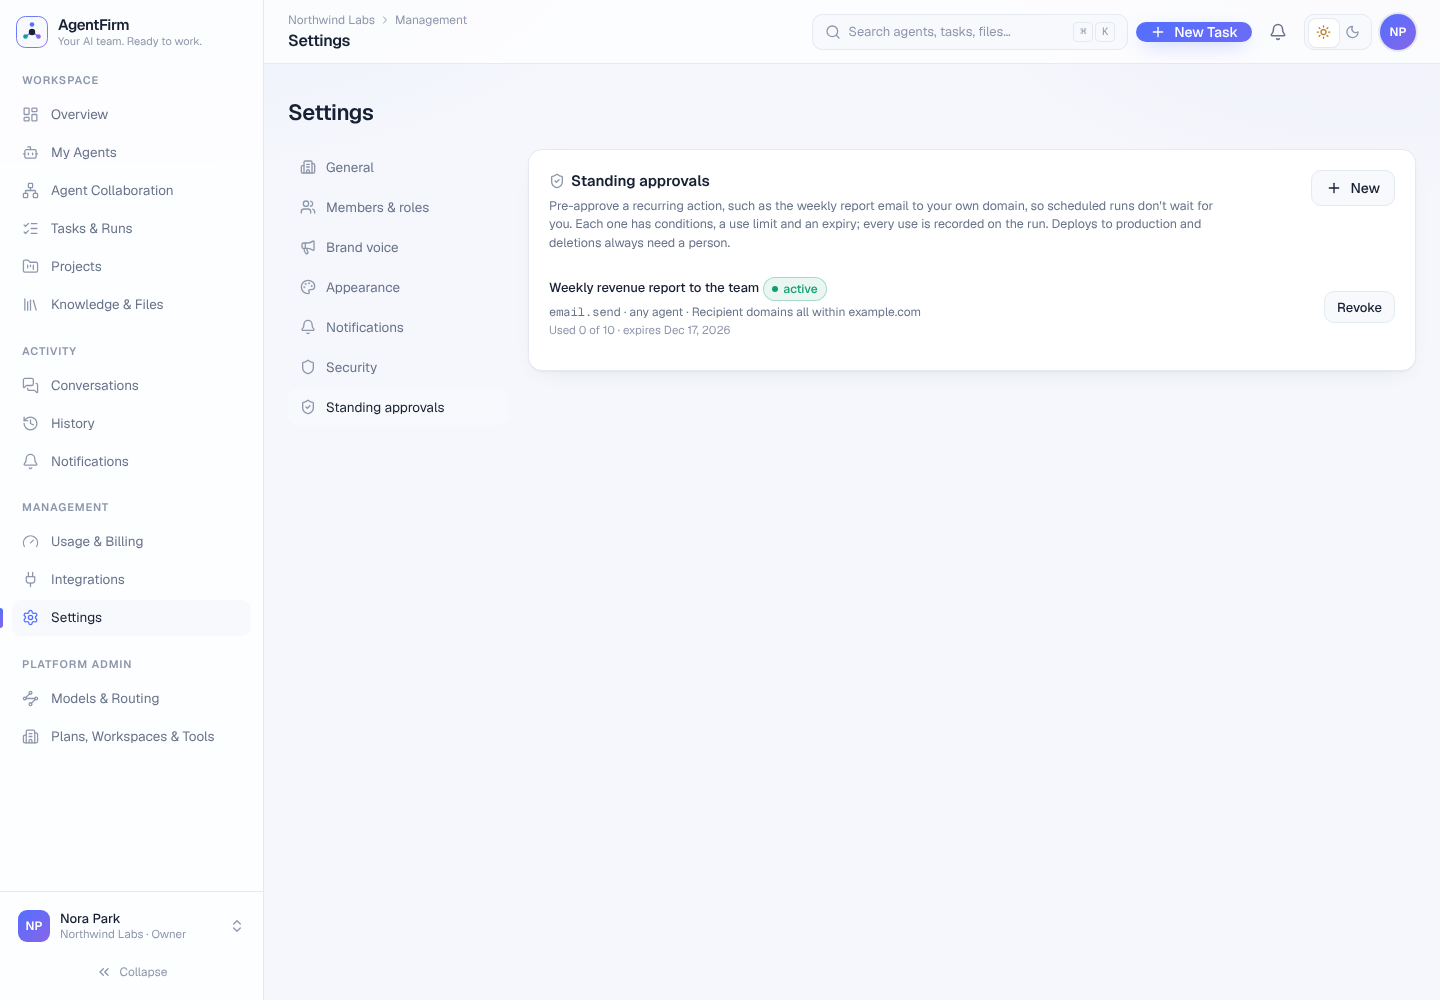 AgentFirm
Your AI team. Ready to work.
WORKSPACE
Overview
My Agents
Agent Collaboration
Tasks & Runs
Projects
Knowledge & Files
ACTIVITY
Conversations
History
Notifications
MANAGEMENT
Usage & Billing
Integrations
Settings
PLATFORM ADMIN
Models & Routing
Plans, Workspaces & Tools
NP
Nora Park
Northwind Labs · Owner
Collapse
Northwind Labs > Management
Settings
Search agents, tasks, files...
⌘ K
New Task
NP
Settings
General
Members & roles
Brand voice
Appearance
Notifications
Security
Standing approvals
Standing approvals
New
Pre-approve a recurring action, such as the weekly report email to your own domain, so scheduled runs don't wait for
you. Each one has conditions, a use limit and an expiry; every use is recorded on the run. Deploys to production and
deletions always need a person.
Weekly revenue report to the team active
email.send · any agent · Recipient domains all within example.com
Used 0 of 10 · expires Dec 17, 2026
Revoke